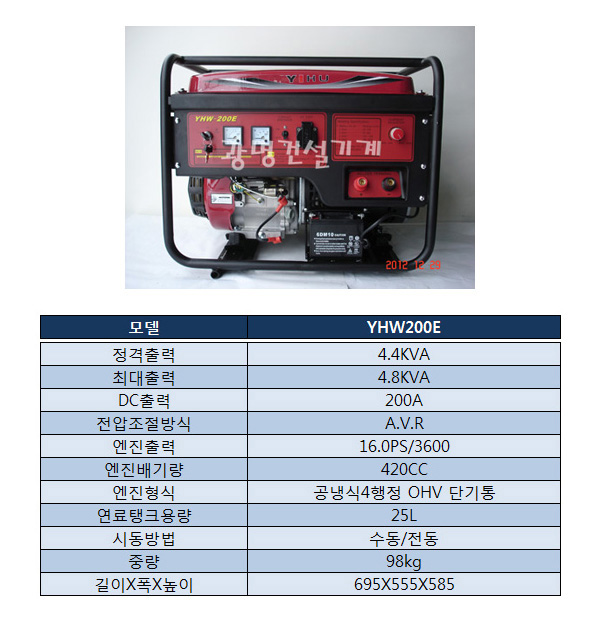 YIHU
YHW-200E
광명건설기계
6DM10
2012 12 25
모델 YHW200E
정격출력 4.4KVA
최대출력 4.8KVA
DC출력 200A
전압조절방식 A.V.R
엔진출력 16.0PS/3600
엔진배기량 420CC
엔진형식 공냉식4행정 OHV 단기통
연료탱크용량 25L
시동방법 수동/전동
중량 98kg
길이X폭X높이 695X555X585